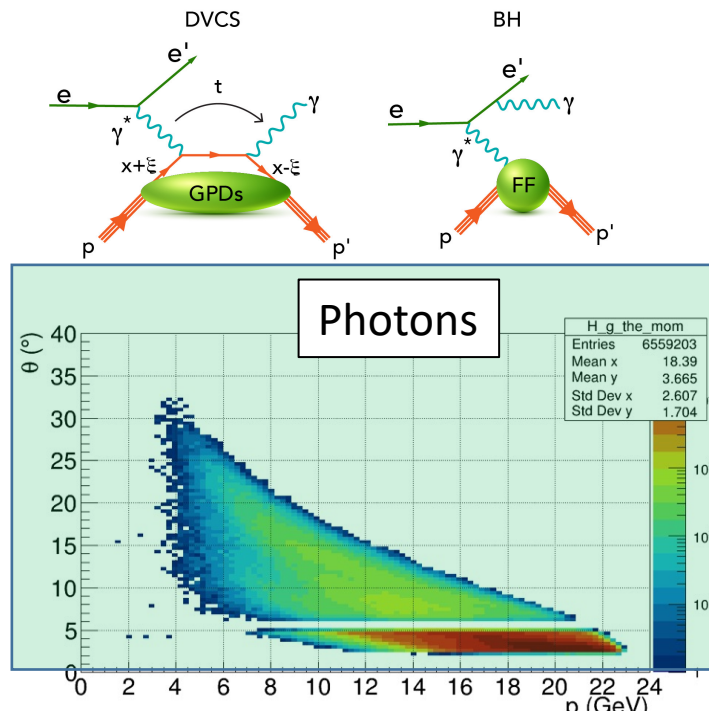 DVCS
BH
e
e'
t
γ
γ*
x+ξ
x-ξ
GPDs
p
p'
e
e'
γ
γ*
FF
p
p'
Photons
H_g_the_mom
Entries 6559203
Mean x 18.39
Mean y 3.665
Std Dev x 2.607
Std Dev y 1.704
θ (°)
40
35
30
25
20
15
10
5
0
0 2 4 6 8 10 12 14 16 18 20 22 24
p (GeV)
10
10
10
1